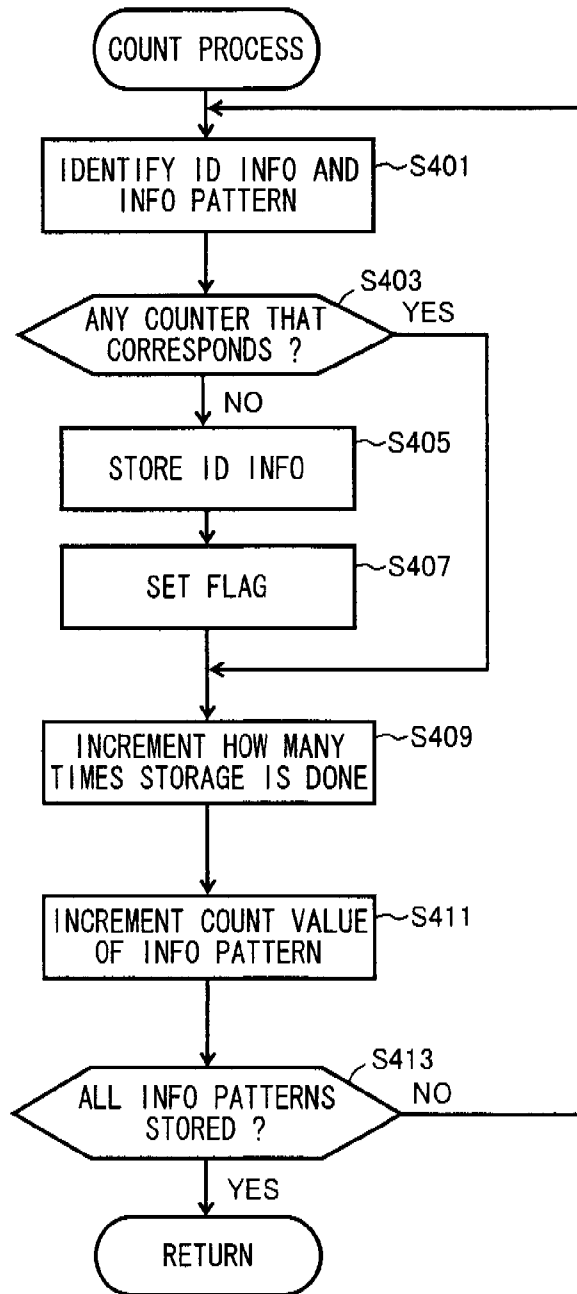 COUNT PROCESS
IDENTIFY ID INFO AND
INFO PATTERN
S401
S403
ANY COUNTER THAT
CORRESPONDS ?
YES
NO
STORE ID INFO
S405
SET FLAG
S407
INCREMENT HOW MANY
TIMES STORAGE IS DONE
S409
INCREMENT COUNT VALUE
OF INFO PATTERN
S411
S413
ALL INFO PATTERNS
STORED ?
NO
YES
RETURN